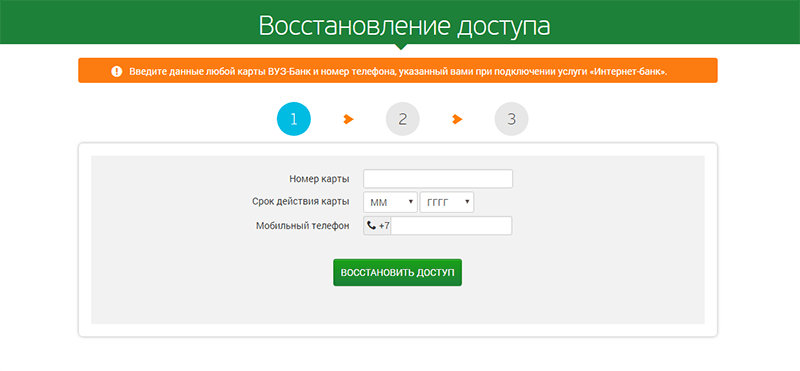 Восстановление доступа
Введите данные любой карты ВУЗ-Банк и номер телефона, указанный вами при подключении услуги «Интернет-банк».
1 2 3
Номер карты
Срок действия карты ММ ГГГГ
Мобильный телефон +7
ВОССТАНОВИТЬ ДОСТУП